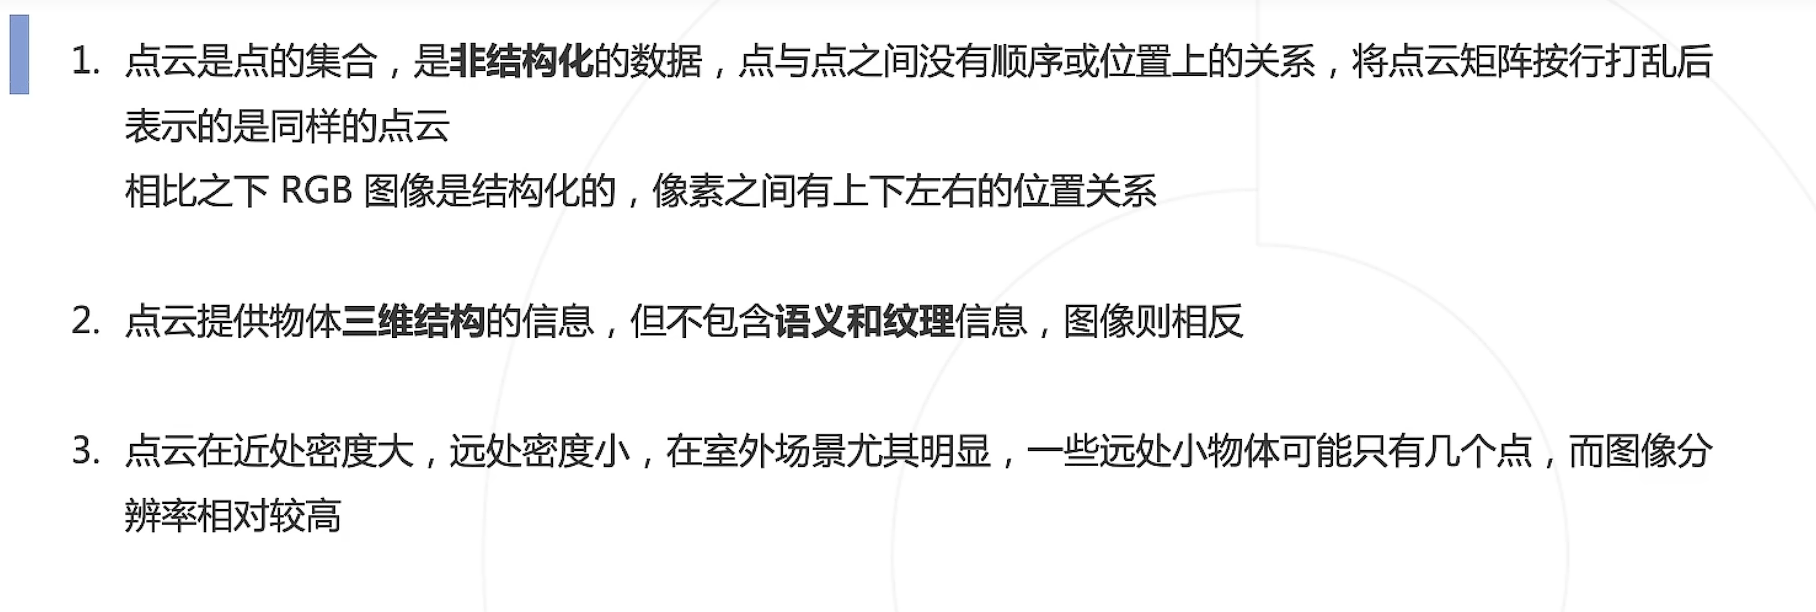 1. 点云是点的集合，是非结构化的数据，点与点之间没有顺序或位置上的关系，将点云矩阵按行打乱后
表示的是同样的点云
相比之下 RGB 图像是结构化的，像素之间有上下左右的位置关系
2. 点云提供物体三维结构的信息，但不包含语义和纹理信息，图像则相反
3. 点云在近处密度大，远处密度小，在室外场景尤其明显，一些远处小物体可能只有几个点，而图像分
辨率相对较高